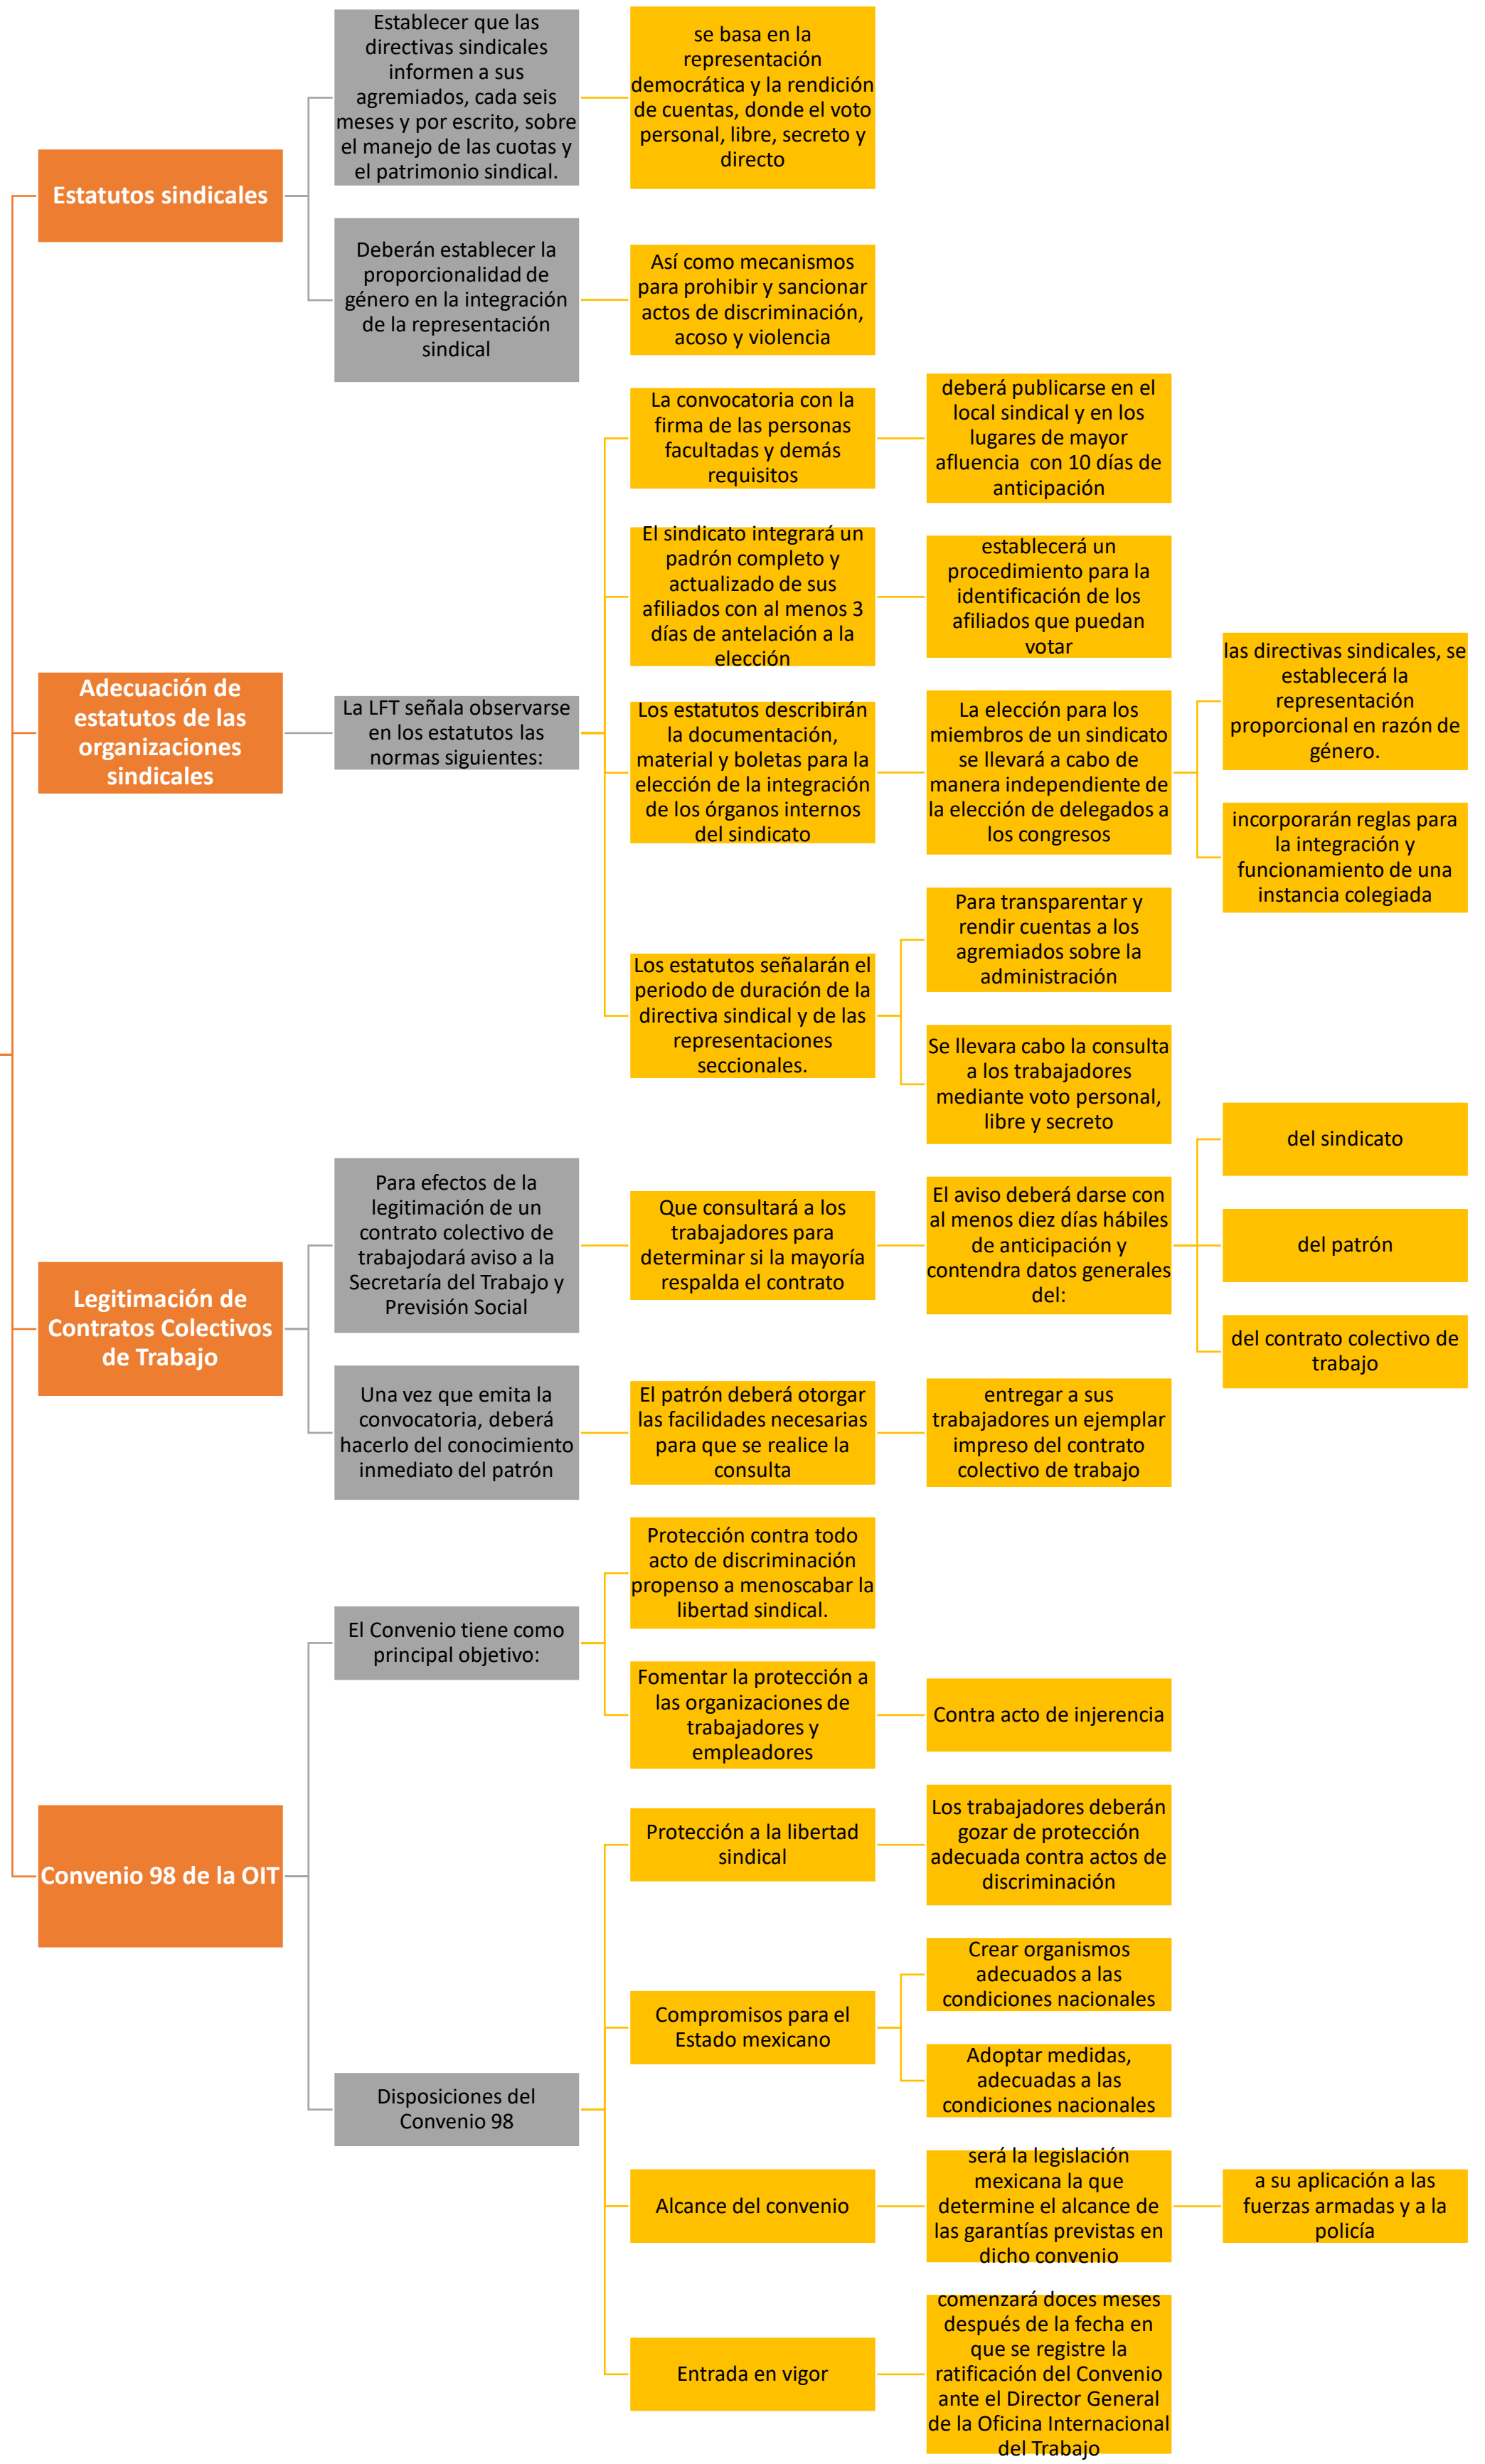 Estatutos sindicales
Establecer que las
directivas sindicales
informen a sus
agremiados, cada seis
meses y por escrito, sobre
el manejo de las cuotas y
el patrimonio sindical.
se basa en la
representación
democrática y la rendición
de cuentas, donde el voto
personal, libre, secreto y
directo
Deberán establecer la
proporcionalidad de
género en la integración
de la representación
sindical
Así como mecanismos
para prohibir y sancionar
actos de discriminación,
acoso y violencia
Adecuación de
estatutos de las
organizaciones
sindicales
La LFT señala observarse
en los estatutos las
normas siguientes:
La convocatoria con la
firma de las personas
facultadas y demás
requisitos
deberá publicarse en el
local sindical y en los
lugares de mayor
afluencia  con 10 días de
anticipación
El sindicato integrará un
padrón completo y
actualizado de sus
afiliados con al menos 3
días de antelación a la
elección
establecerá un
procedimiento para la
identificación de los
afiliados que puedan
votar
Los estatutos describirán
la documentación,
material y boletas para la
elección de la integración
de los órganos internos
del sindicato
La elección para los
miembros de un sindicato
se llevará a cabo de
manera independiente de
la elección de delegados a
los congresos
las directivas sindicales, se
establecerá la
representación
proporcional en razón de
género.
incorporarán reglas para
la integración y
funcionamiento de una
instancia colegiada
Los estatutos señalarán el
periodo de duración de la
directiva sindical y de las
representaciones
seccionales.
Para transparentar y
rendir cuentas a los
agremiados sobre la
administración
Se llevara cabo la consulta
a los trabajadores
mediante voto personal,
libre y secreto
Legitimación de
Contratos Colectivos
de Trabajo
Para efectos de la
legitimación de un
contrato colectivo de
trabajodará aviso a la
Secretaría del Trabajo y
Previsión Social
Que consultará a los
trabajadores para
determinar si la mayoría
respalda el contrato
El aviso deberá darse con
al menos diez días hábiles
de anticipación y
contendra datos generales
del:
del sindicato
del patrón
del contrato colectivo de
trabajo
Una vez que emita la
convocatoria, deberá
hacerlo del conocimiento
inmediato del patrón
El patrón deberá otorgar
las facilidades necesarias
para que se realice la
consulta
entregar a sus
trabajadores un ejemplar
impreso del contrato
colectivo de trabajo
Convenio 98 de la OIT
El Convenio tiene como
principal objetivo:
Protección contra todo
acto de discriminación
propenso a menoscabar la
libertad sindical.
Fomentar la protección a
las organizaciones de
trabajadores y
empleadores
Contra acto de injerencia
Disposiciones del
Convenio 98
Protección a la libertad
sindical
Los trabajadores deberán
gozar de protección
adecuada contra actos de
discriminación
Compromisos para el
Estado mexicano
Crear organismos
adecuados a las
condiciones nacionales
Adoptar medidas,
adecuadas a las
condiciones nacionales
Alcance del convenio
será la legislación
mexicana la que
determine el alcance de
las garantías previstas en
dicho convenio
a su aplicación a las
fuerzas armadas y a la
policía
Entrada en vigor
comenzará doces meses
después de la fecha en
que se registre la
ratificación del Convenio
ante el Director General
de la Oficina Internacional
del Trabajo